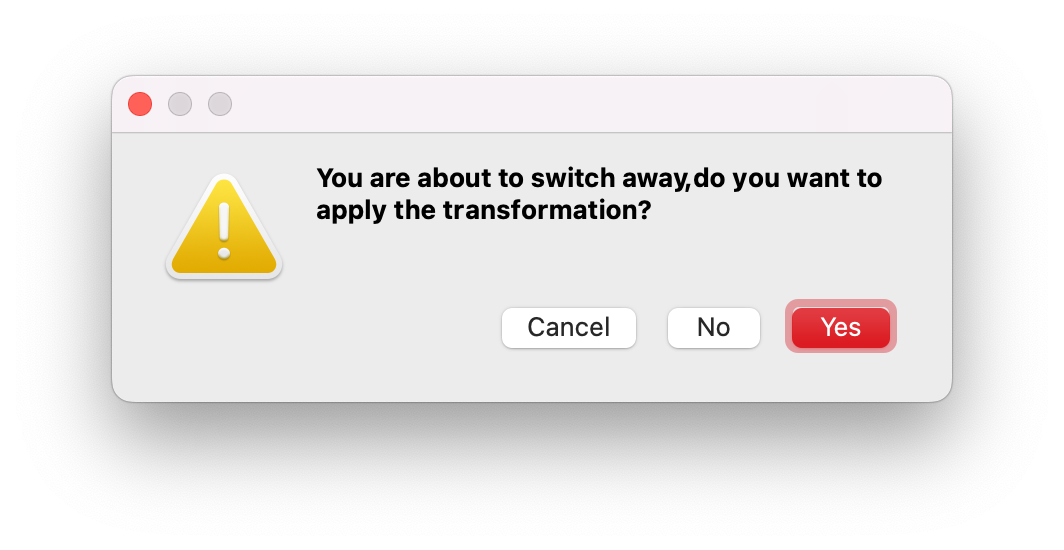 You are about to switch away,do you want to
apply the transformation?
Cancel
No
Yes